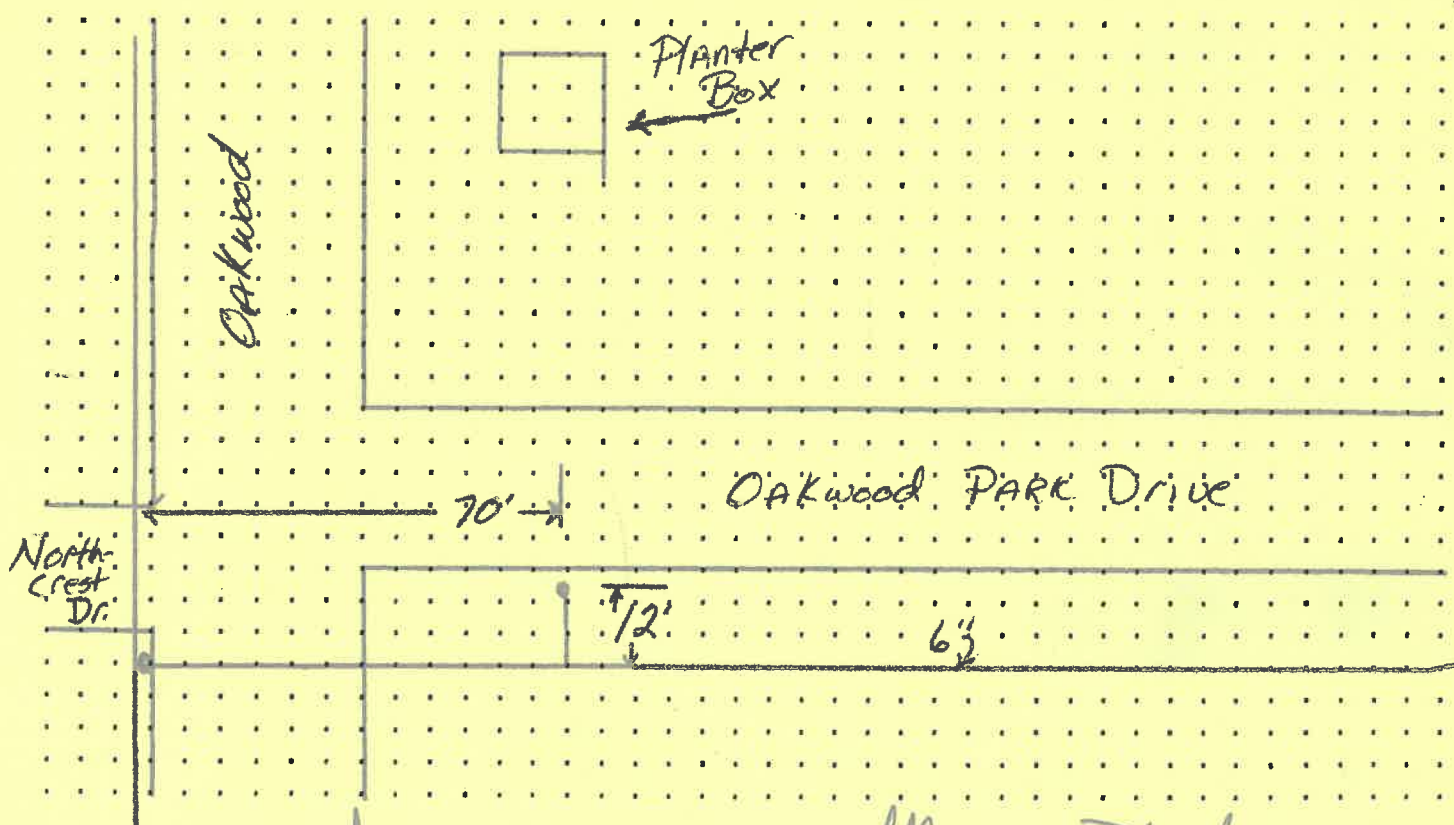 Planter
Box
Oakwood
70'
Oakwood Park Drive
North-
crest
Dr.
12'
6"